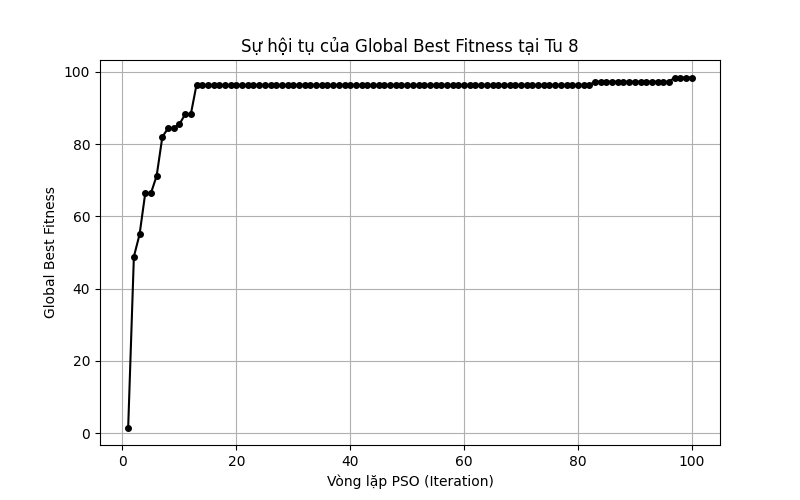 Sự hội tụ của Global Best Fitness tại Tu 8
Global Best Fitness
100
80
60
40
20
0
0 20 40 60 80 100
Vòng lặp PSO (Iteration)